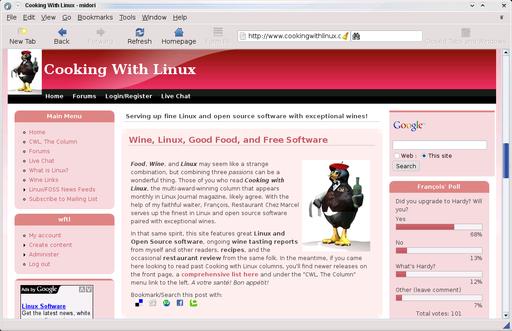 Cooking With Linux - midori
File Edit View Go Bookmarks Tools Window Help
New Tab Back Forward Refresh Homepage Form Fill http://www.cookingwithlinux.c Closed Tabs and Windows
Cooking With Linux
Home Forums Login/Register Live Chat
Main Menu
Home
CWL, The Column
Forums
Live Chat
What is Linux?
Wine Links
Linux/FOSS News Feeds
Subscribe to Mailing List
wftl
My account
Create content
Administer
Log out
Ads by Google
Linux Software
Get the latest news, white
Serving up fine Linux and open source software with exceptional wines!
Wine, Linux, Good Food, and Free Software
Food, Wine, and Linux may seem like a strange
combination, but combining three passions can be a
wonderful thing. Those of you who read Cooking with
Linux, the multi-award-winning column that appears
monthly in Linux Journal magazine, likely agree. With
the help of my faithful waiter, François, Restaurant Chez Marcel
serves up the finest in Linux and open source software
paired with exceptional wines.
In that same spirit, this site features great Linux and
Open Source software, ongoing wine tasting reports
from myself and other readers, recipes, and the
occasional restaurant review from the same folk. In the meantime, if you came
here looking to read past Cooking with Linux columns, you'll find newer releases on
the front page, a comprehensive list here and under the "CWL, The Column"
menu link to the left. A votre santé! Bon appétit!
Bookmark/Search this post with:
Google
Web This site
Search
François' Poll
Did you upgrade to Hardy? Will
you?
Yes
68%
No
13%
What's Hardy?
12%
Other (leave comment)
7%
Total votes: 101